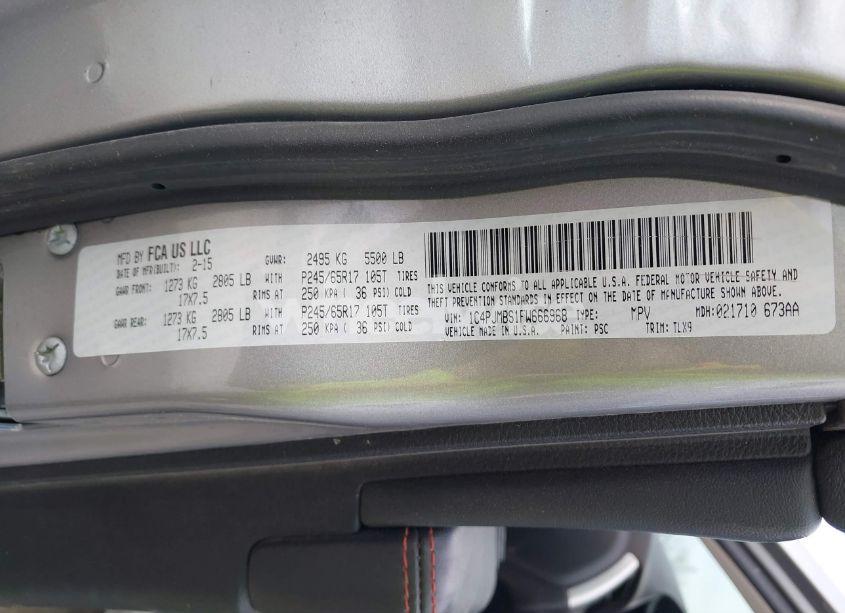 MFD BY FCA US LLC
DATE OF MFR(BUILT): 2-15 GVWR: 2495 KG 5500 LB
GAWR FRONT: 1273 KG 2805 LB WITH P245/65R17 105T TIRES
17X7.5 RIMS AT 250 KPA ( 36 PSI) COLD
GAWR REAR: 1273 KG 2805 LB WITH P245/65R17 105T TIRES
17X7.5 RIMS AT 250 KPA ( 36 PSI) COLD
THIS VEHICLE CONFORMS TO ALL APPLICABLE U.S.A. FEDERAL MOTOR VEHICLE SAFETY AND
THEFT PREVENTION STANDARDS IN EFFECT ON THE DATE OF MANUFACTURE SHOWN ABOVE.
VIN: 1C4PJMBS1FW666968 TYPE: MPV MDH:021710 673AA
VEHICLE MADE IN U.S.A. PAINT: PSC TRIM: TLX9